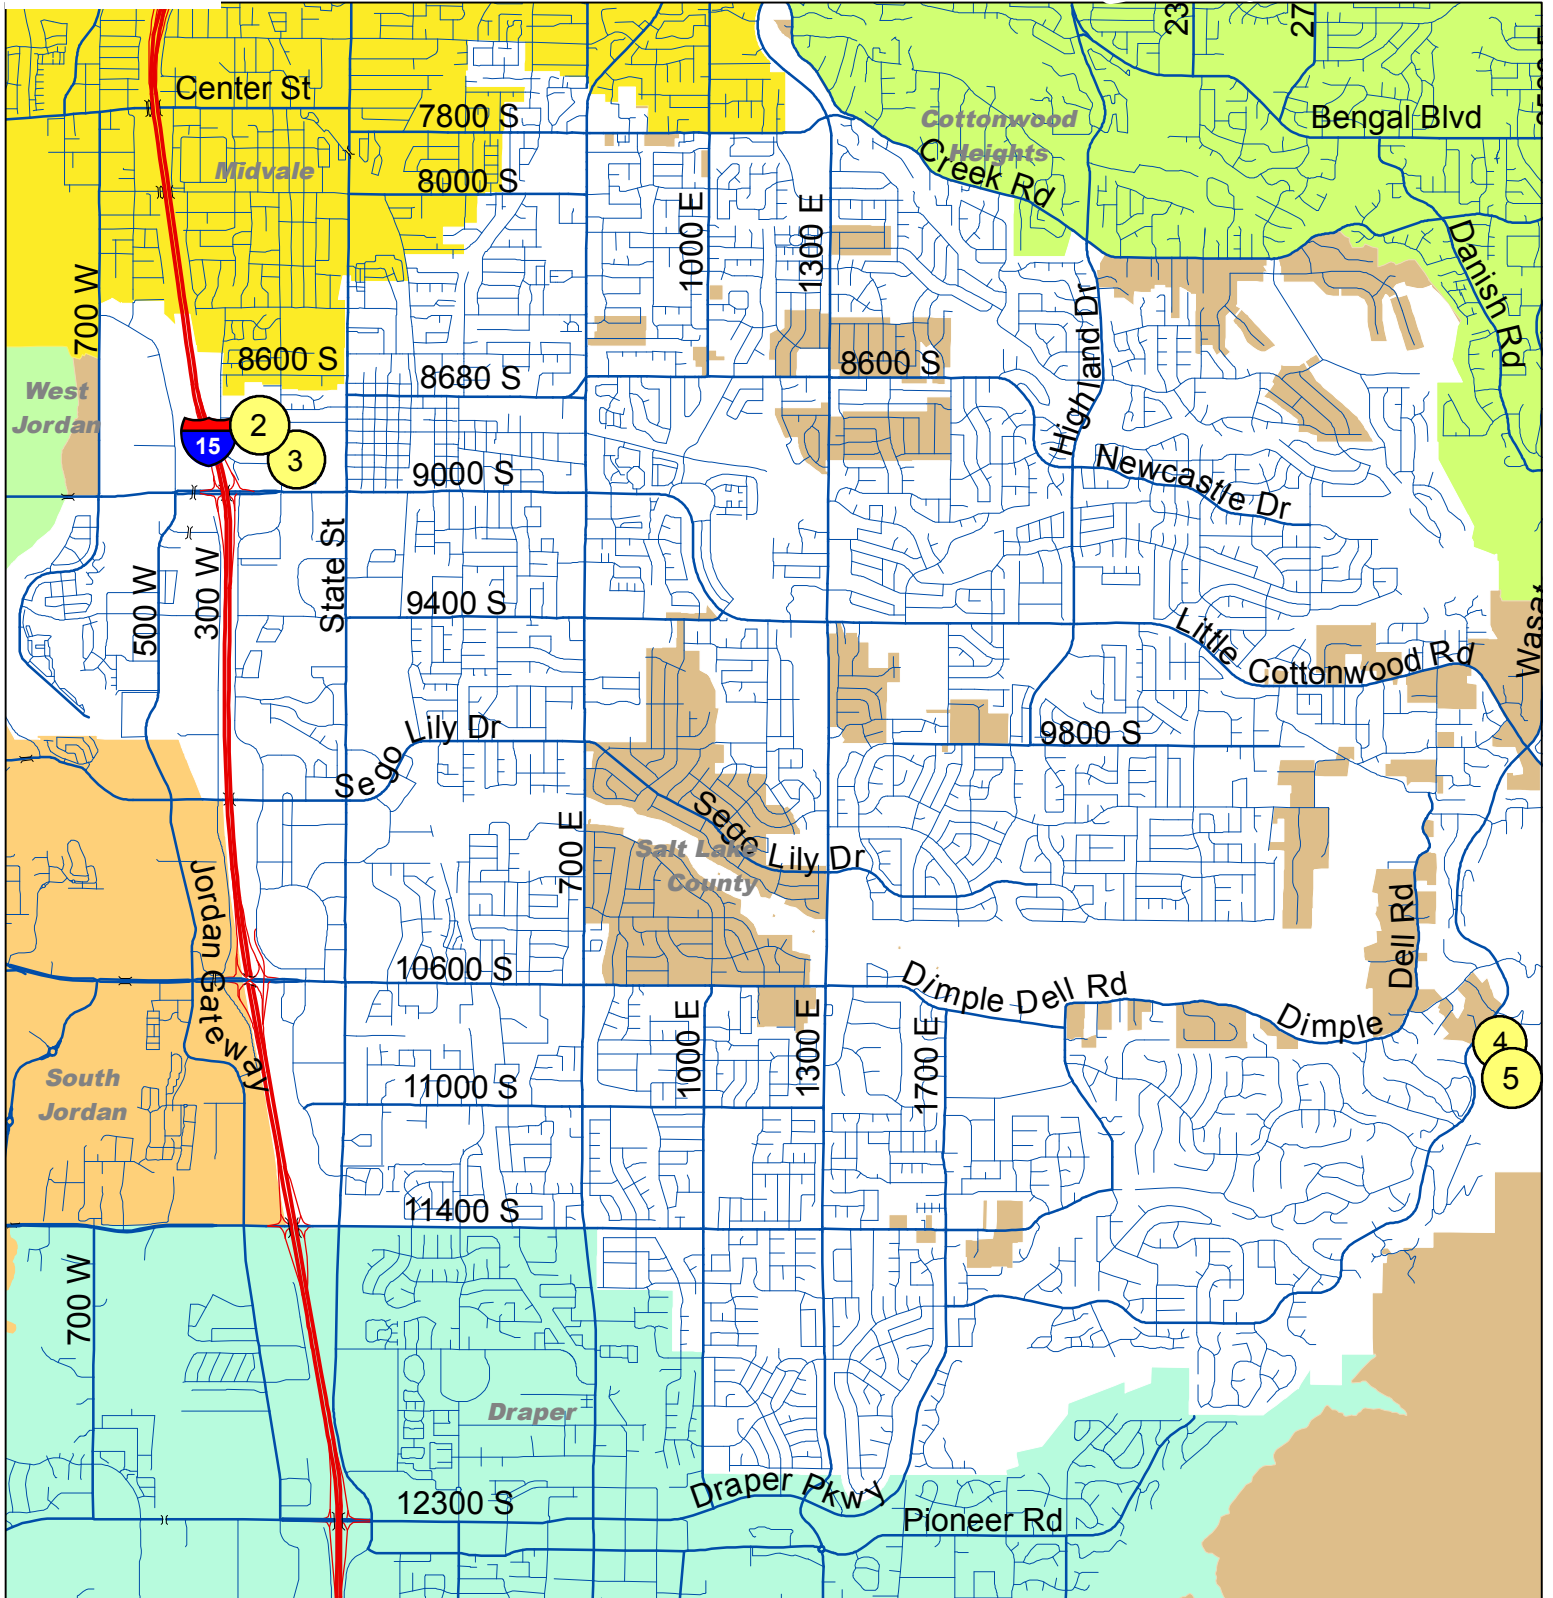 23
27
Center St
7800 S
Bengal Blvd
Cottonwood
Heights
Midvale
8000 S
Creek Rd
1000 E
1300 E
Danish Rd
700 W
Highland Dr
8600 S
8680 S
8600 S
West
Jordan
2
15
3
9000 S
Newcastle Dr
State St
300 W
500 W
9400 S
Little
Cottonwood Rd
Wasat
Sego
Lily Dr
9800 S
Sego
Lily Dr
700 E
Salt Lake
County
Jordan Gateway
Dell Rd
10600 S
Dimple Dell Rd
Dimple
1000 E
1300 E
1700 E
4
5
South
Jordan
11000 S
11400 S
700 W
Draper
12300 S
Draper Pkwy
Pioneer Rd